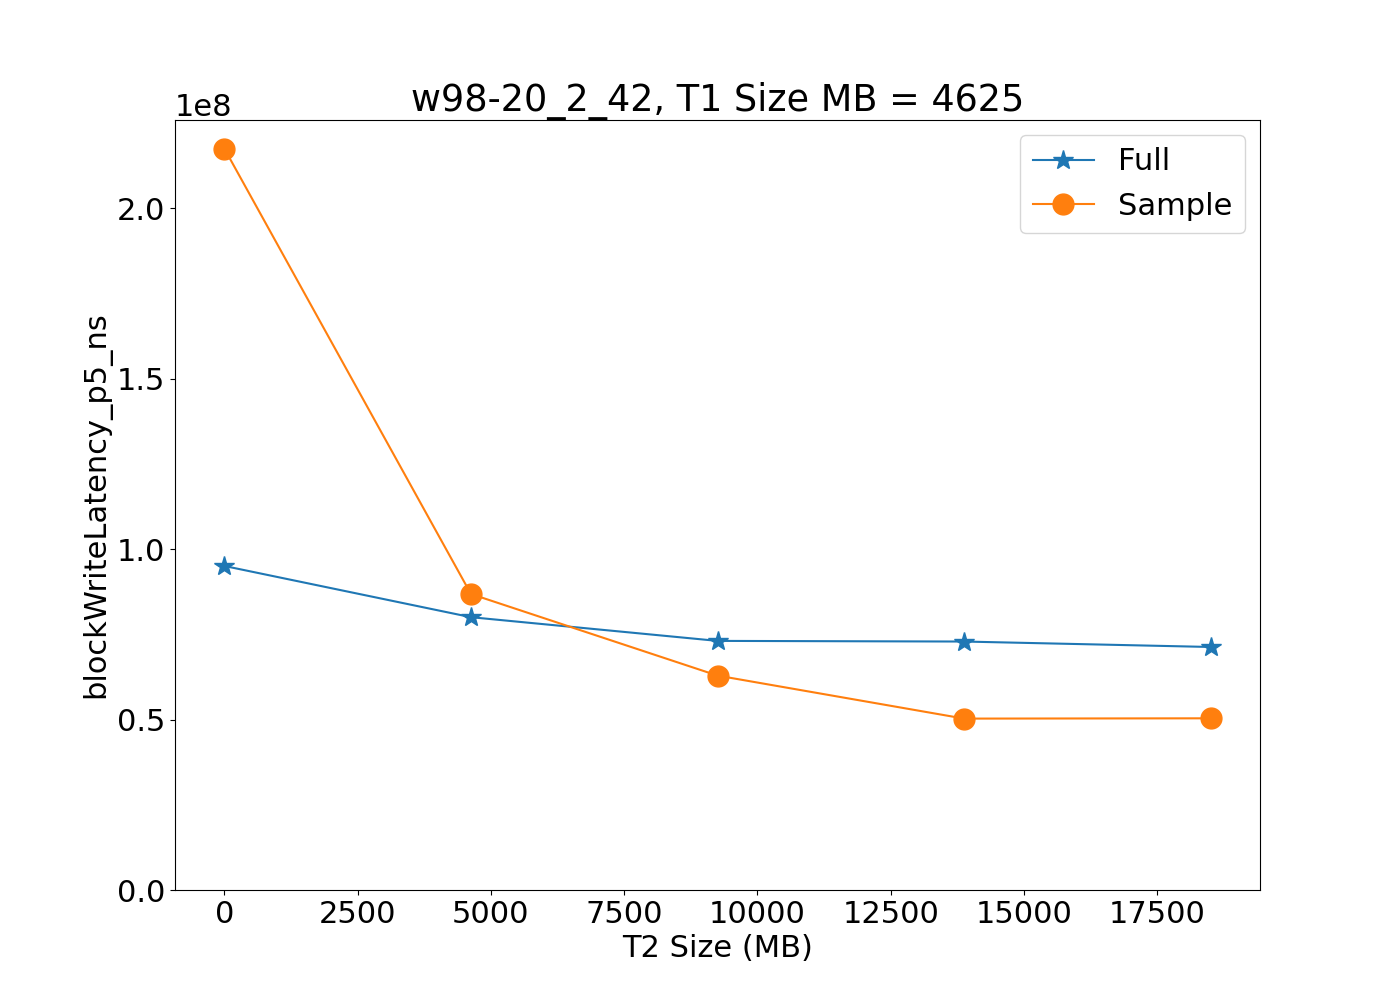 w98-20_2_42, T1 Size MB = 4625
1e8
Full
Sample
2.0
1.5
1.0
0.5
0.0
blockWriteLatency_p5_ns
0 2500 5000 7500 10000 12500 15000 17500
T2 Size (MB)